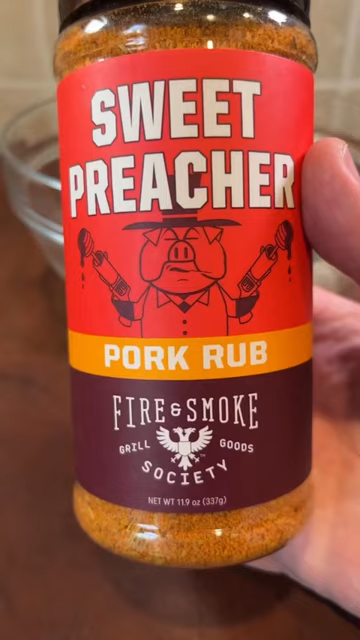 SWEET
PREACHER
PORK RUB
FIRE & SMOKE
GRILL GOODS
SOCIETY
NET WT 11.9 oz (337g)